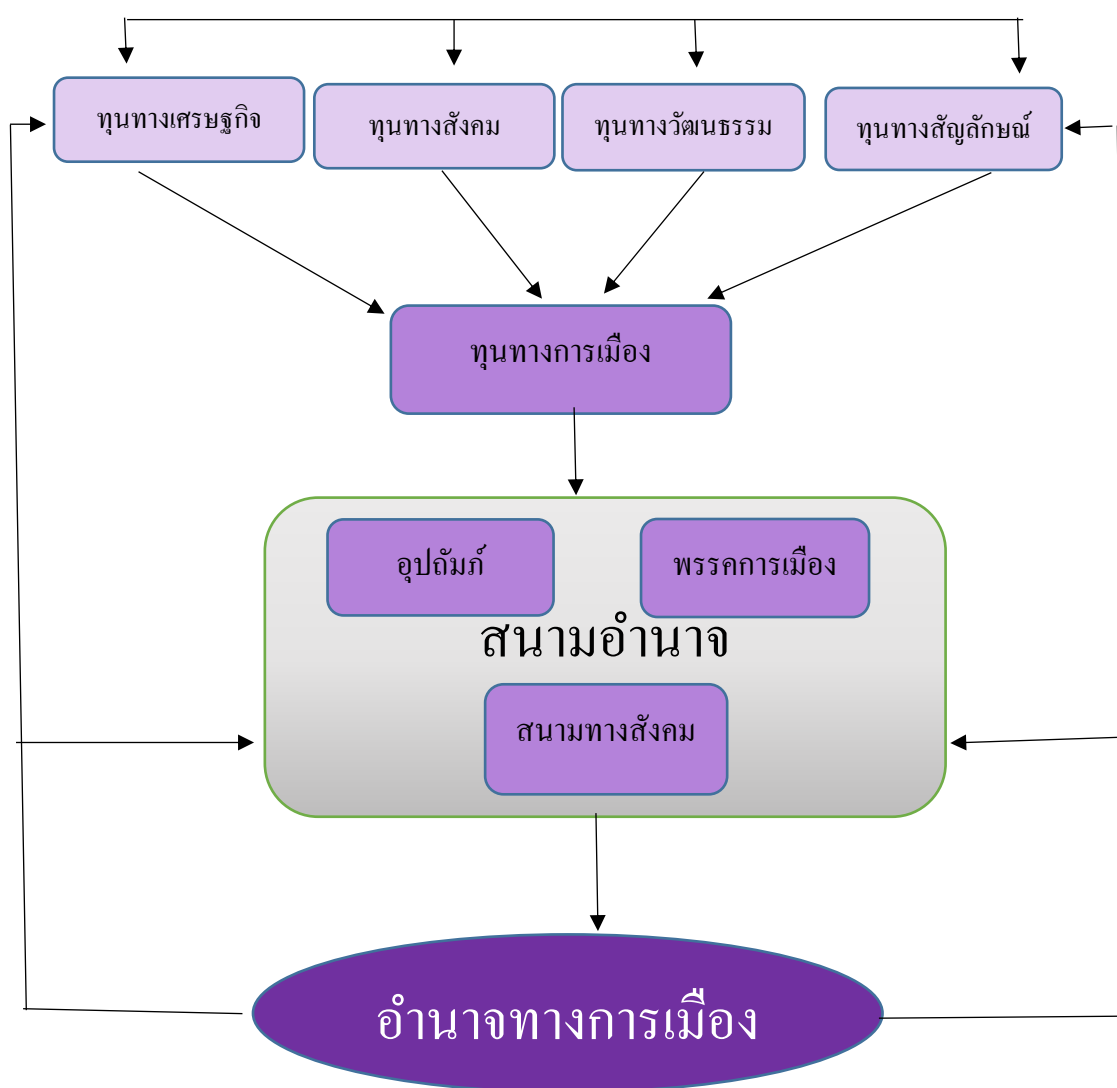 ทุนทางเศรษฐกิจ
ทุนทางสังคม
ทุนทางวัฒนธรรม
ทุนทางสัญลักษณ์
ทุนทางการเมือง
อุปถัมภ์
พรรคการเมือง
สนามอำนาจ
สนามทางสังคม
อำนาจทางการเมือง